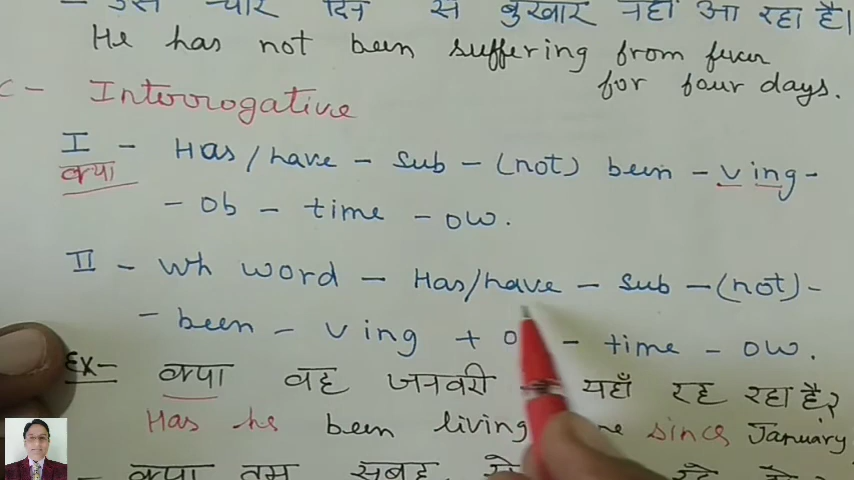 - उसे चार दिन से बुखार नहीं आ रहा है।
He has not been suffering from fever
for four days.
C- Interrogative
I - Has/have - sub - (not) been - ving -
क्या
- ob - time - ow.
II - Wh word - Has/have - sub - (not) -
- been - ving + o - time - ow.
Ex- क्या वह जनवरी यहाँ रह रहा है?
Has he been living since January
- क्या तुम सुबह